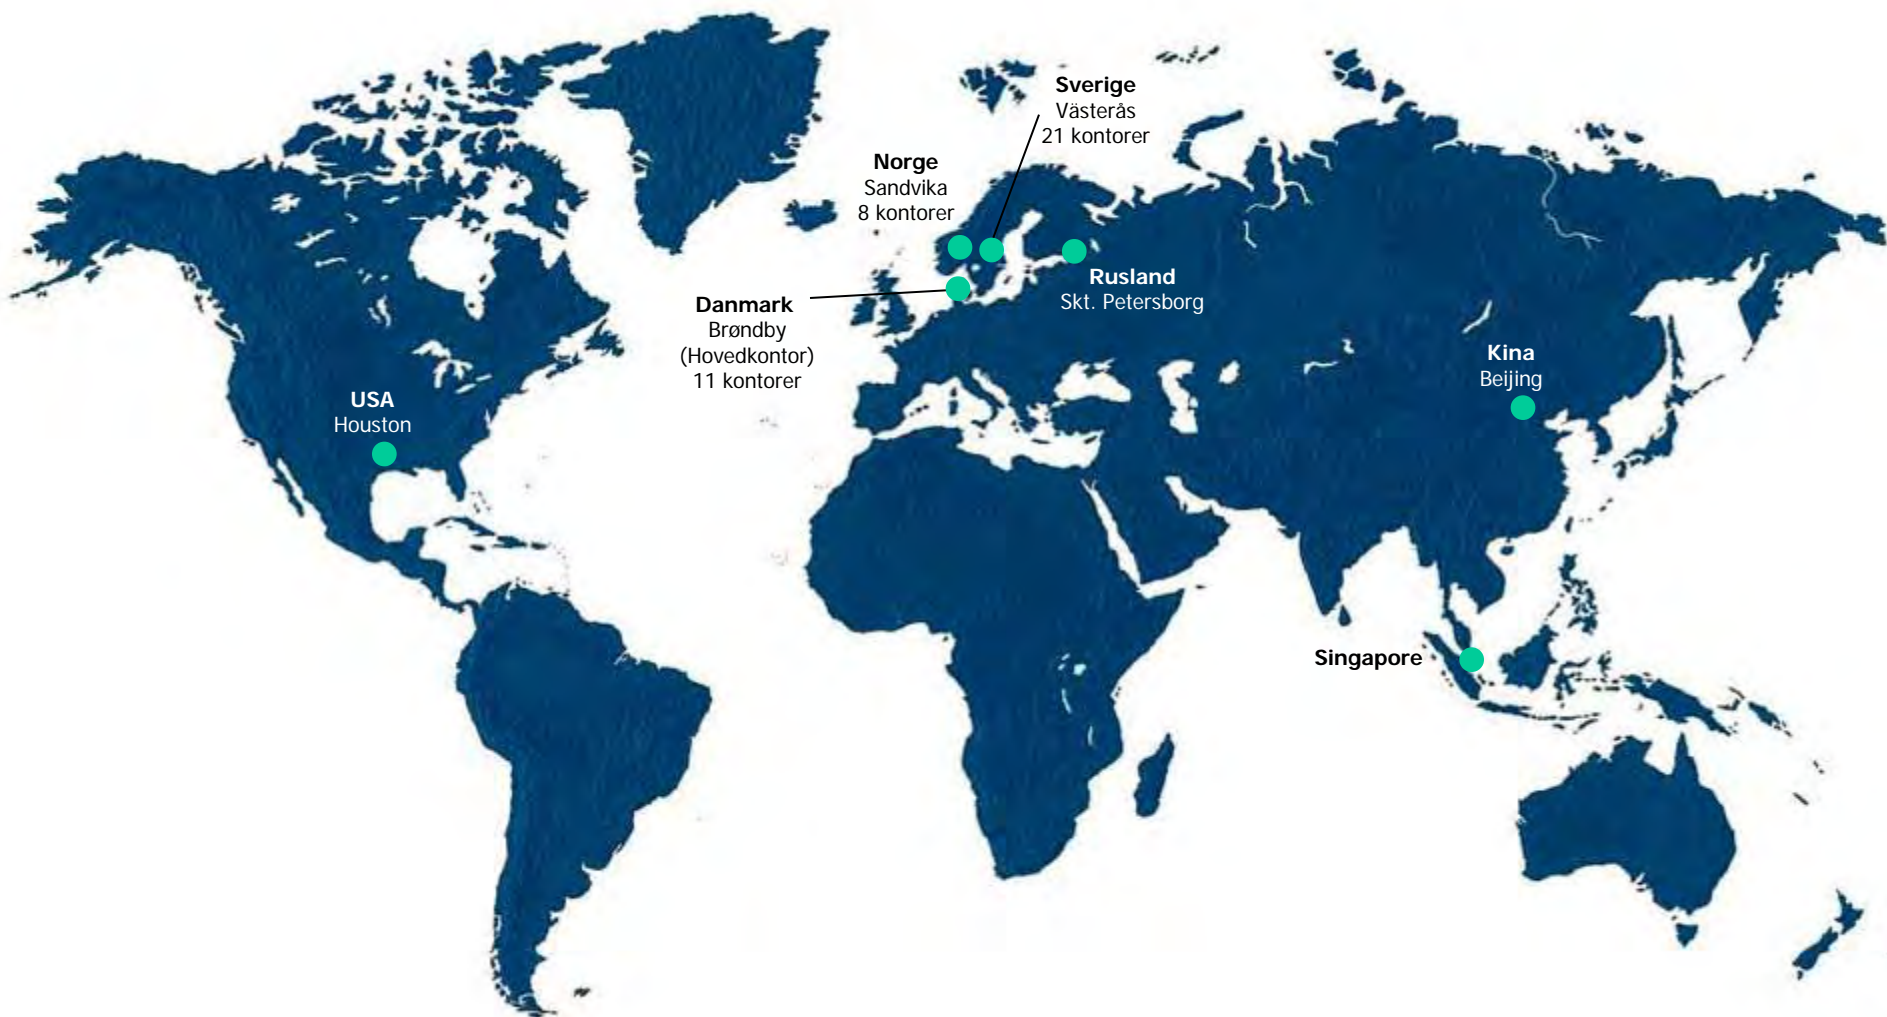 Sverige
Västerås
21 kontorer
Norge
Sandvika
8 kontorer
Rusland
Skt. Petersborg
Danmark
Brøndby
(Hovedkontor)
11 kontorer
Kina
Beijing
USA
Houston
Singapore